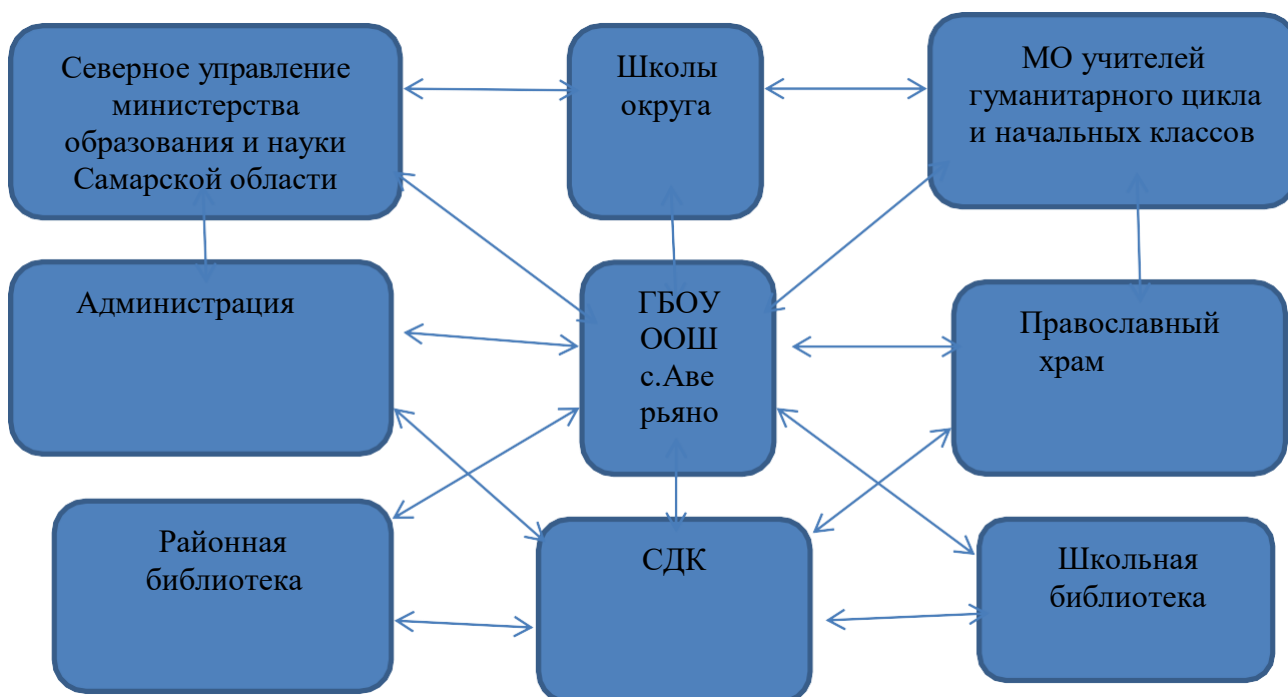 Северное управление
министерства
образования и науки
Самарской области
Школы
округа
МО учителей
гуманитарного цикла
и начальных классов
Администрация
ГБОУ
ООШ
с.Аве
рьяно
Православный
храм
Районная
библиотека
СДК
Школьная
библиотека